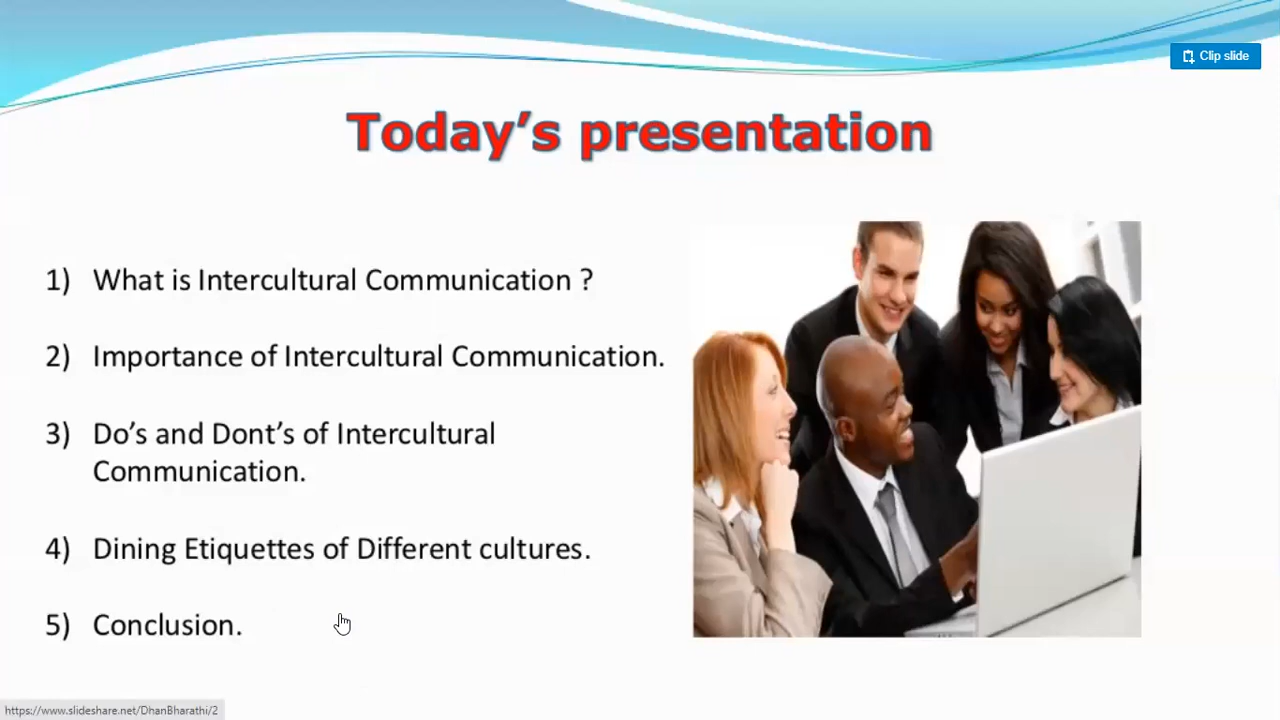 Clip slide
Today’s presentation
1) What is Intercultural Communication ?
2) Importance of Intercultural Communication.
3) Do’s and Dont’s of Intercultural
Communication.
4) Dining Etiquettes of Different cultures.
5) Conclusion.
https://www.slideshare.net/DhanBharathi/2